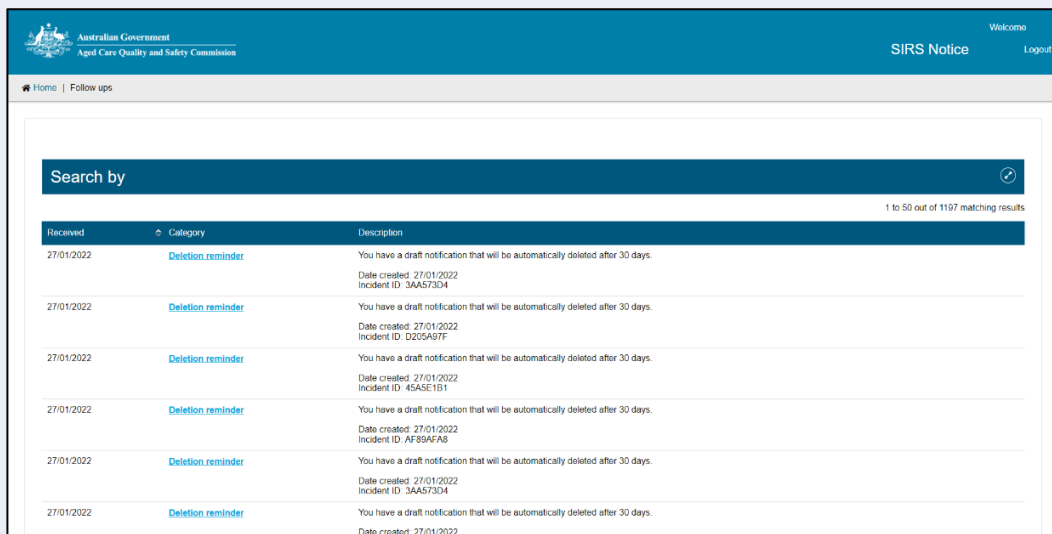 Australian Government
Aged Care Quality and Safety Commission
Welcome
SIRS Notice
Logout
Home | Follow ups
Search by
1 to 50 out of 1197 matching results
Received Category Description
27/01/2022 Deletion reminder You have a draft notification that will be automatically deleted after 30 days.
Date created: 27/01/2022
Incident ID: 3AA573D4
27/01/2022 Deletion reminder You have a draft notification that will be automatically deleted after 30 days.
Date created: 27/01/2022
Incident ID: D205A97F
27/01/2022 Deletion reminder You have a draft notification that will be automatically deleted after 30 days.
Date created: 27/01/2022
Incident ID: 45A5E1B1
27/01/2022 Deletion reminder You have a draft notification that will be automatically deleted after 30 days.
Date created: 27/01/2022
Incident ID: AF89AFA8
27/01/2022 Deletion reminder You have a draft notification that will be automatically deleted after 30 days.
Date created: 27/01/2022
Incident ID: 3AA573D4
27/01/2022 Deletion reminder You have a draft notification that will be automatically deleted after 30 days.
Date created: 27/01/2022